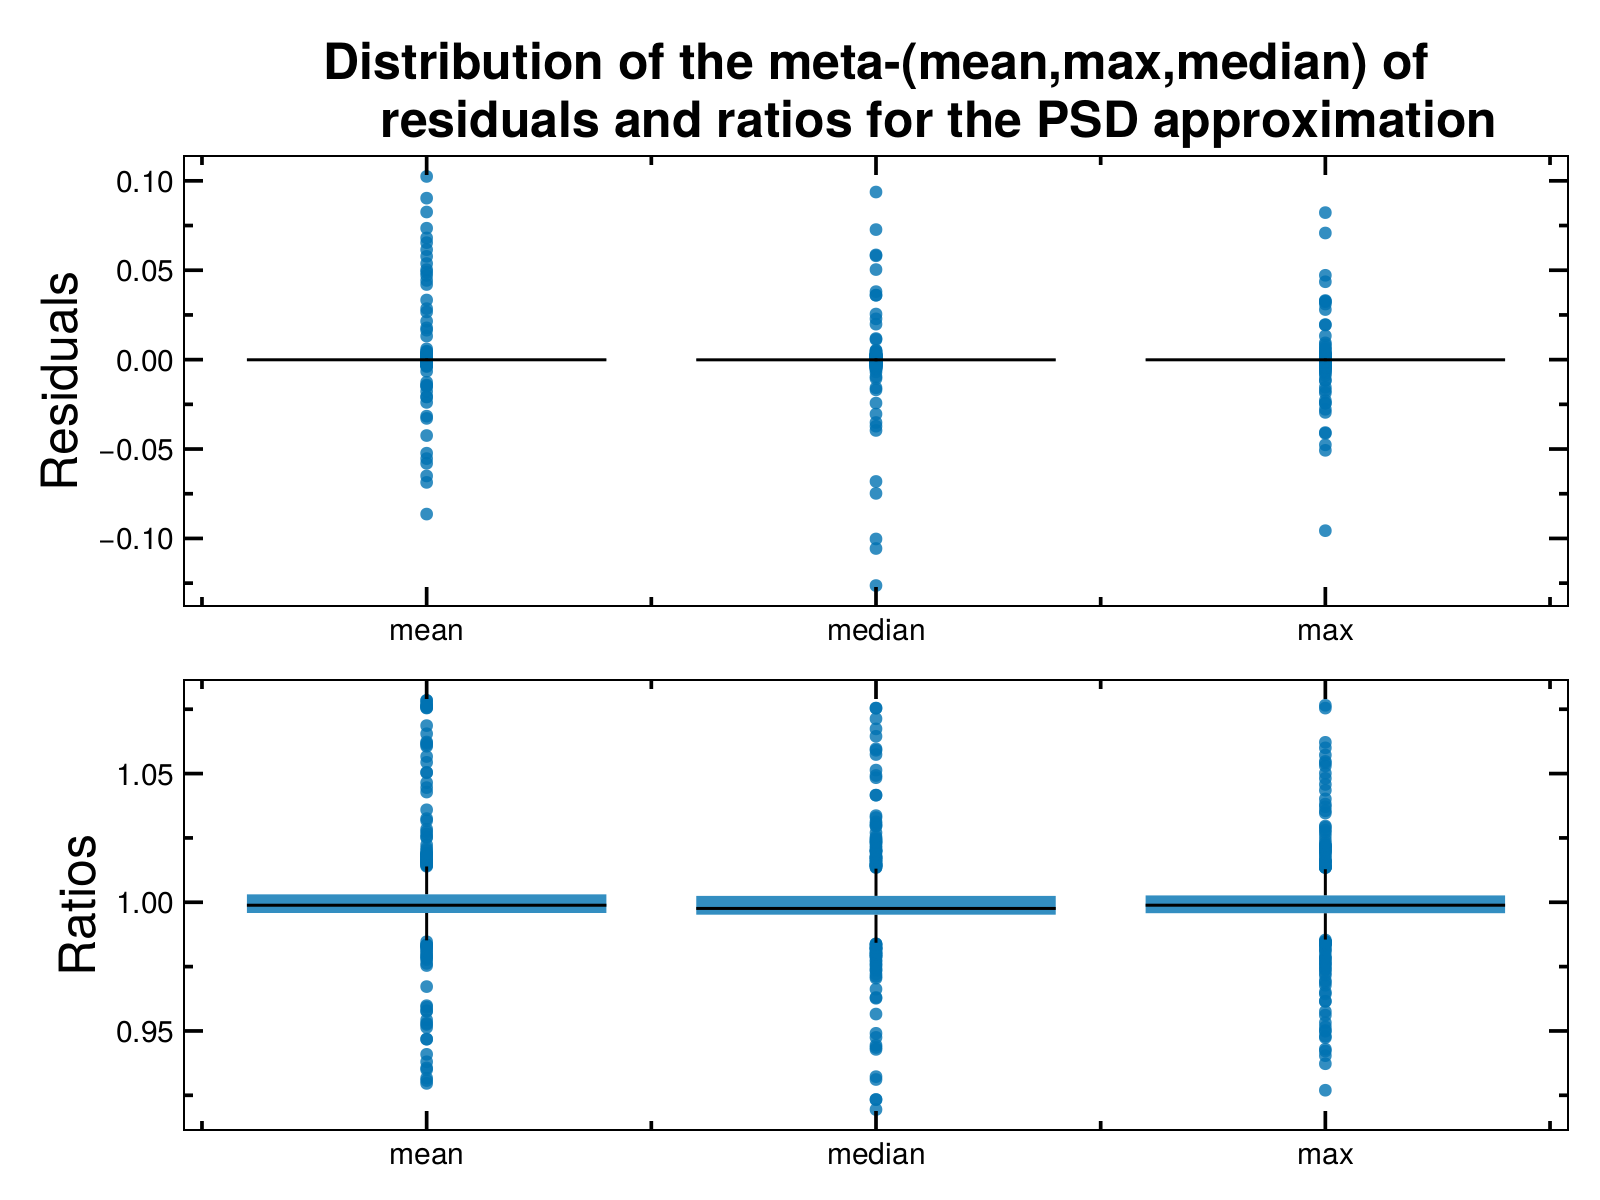 Distribution of the meta-(mean,max,median) of
residuals and ratios for the PSD approximation
Residuals
0.10
0.05
0.00
−0.05
−0.10
mean median max
Ratios
1.05
1.00
0.95
mean median max